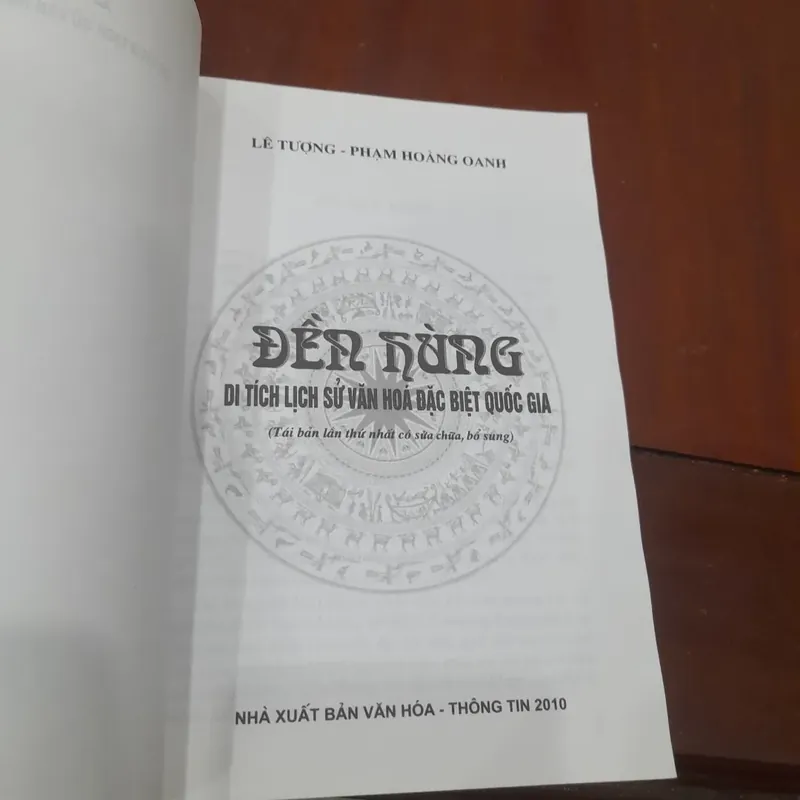 LÊ TƯỢNG - PHẠM HOÀNG OANH
ĐỀN HÙNG
DI TÍCH LỊCH SỬ VĂN HOÁ ĐẶC BIỆT QUỐC GIA
(Tái bản lần thứ nhất có sửa chữa, bổ sung)
NHÀ XUẤT BẢN VĂN HÓA - THÔNG TIN 2010